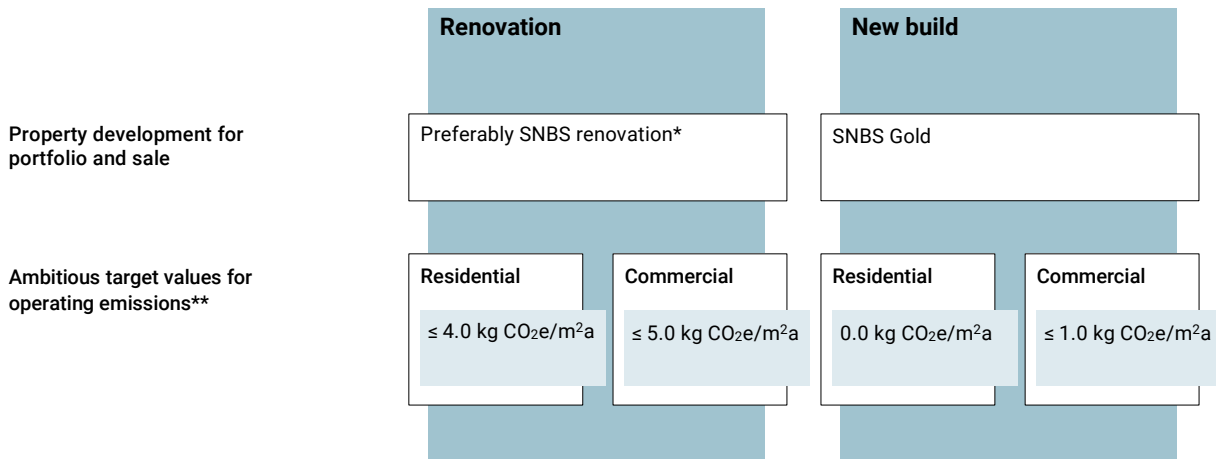 Renovation
New build
Property development for
portfolio and sale
Preferably SNBS renovation*
SNBS Gold
Ambitious target values for
operating emissions**
Residential
Commercial
Residential
Commercial
≤ 4.0 kg CO₂e/m²a
≤ 5.0 kg CO₂e/m²a
0.0 kg CO₂e/m²a
≤ 1.0 kg CO₂e/m²a